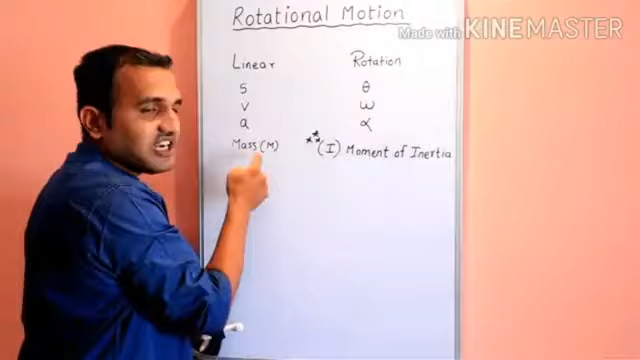 Rotational Motion
Made with KINEMASTER
Linear Rotation
S θ
v ω
a α
Mass (M) *** (I) Moment of Inertia